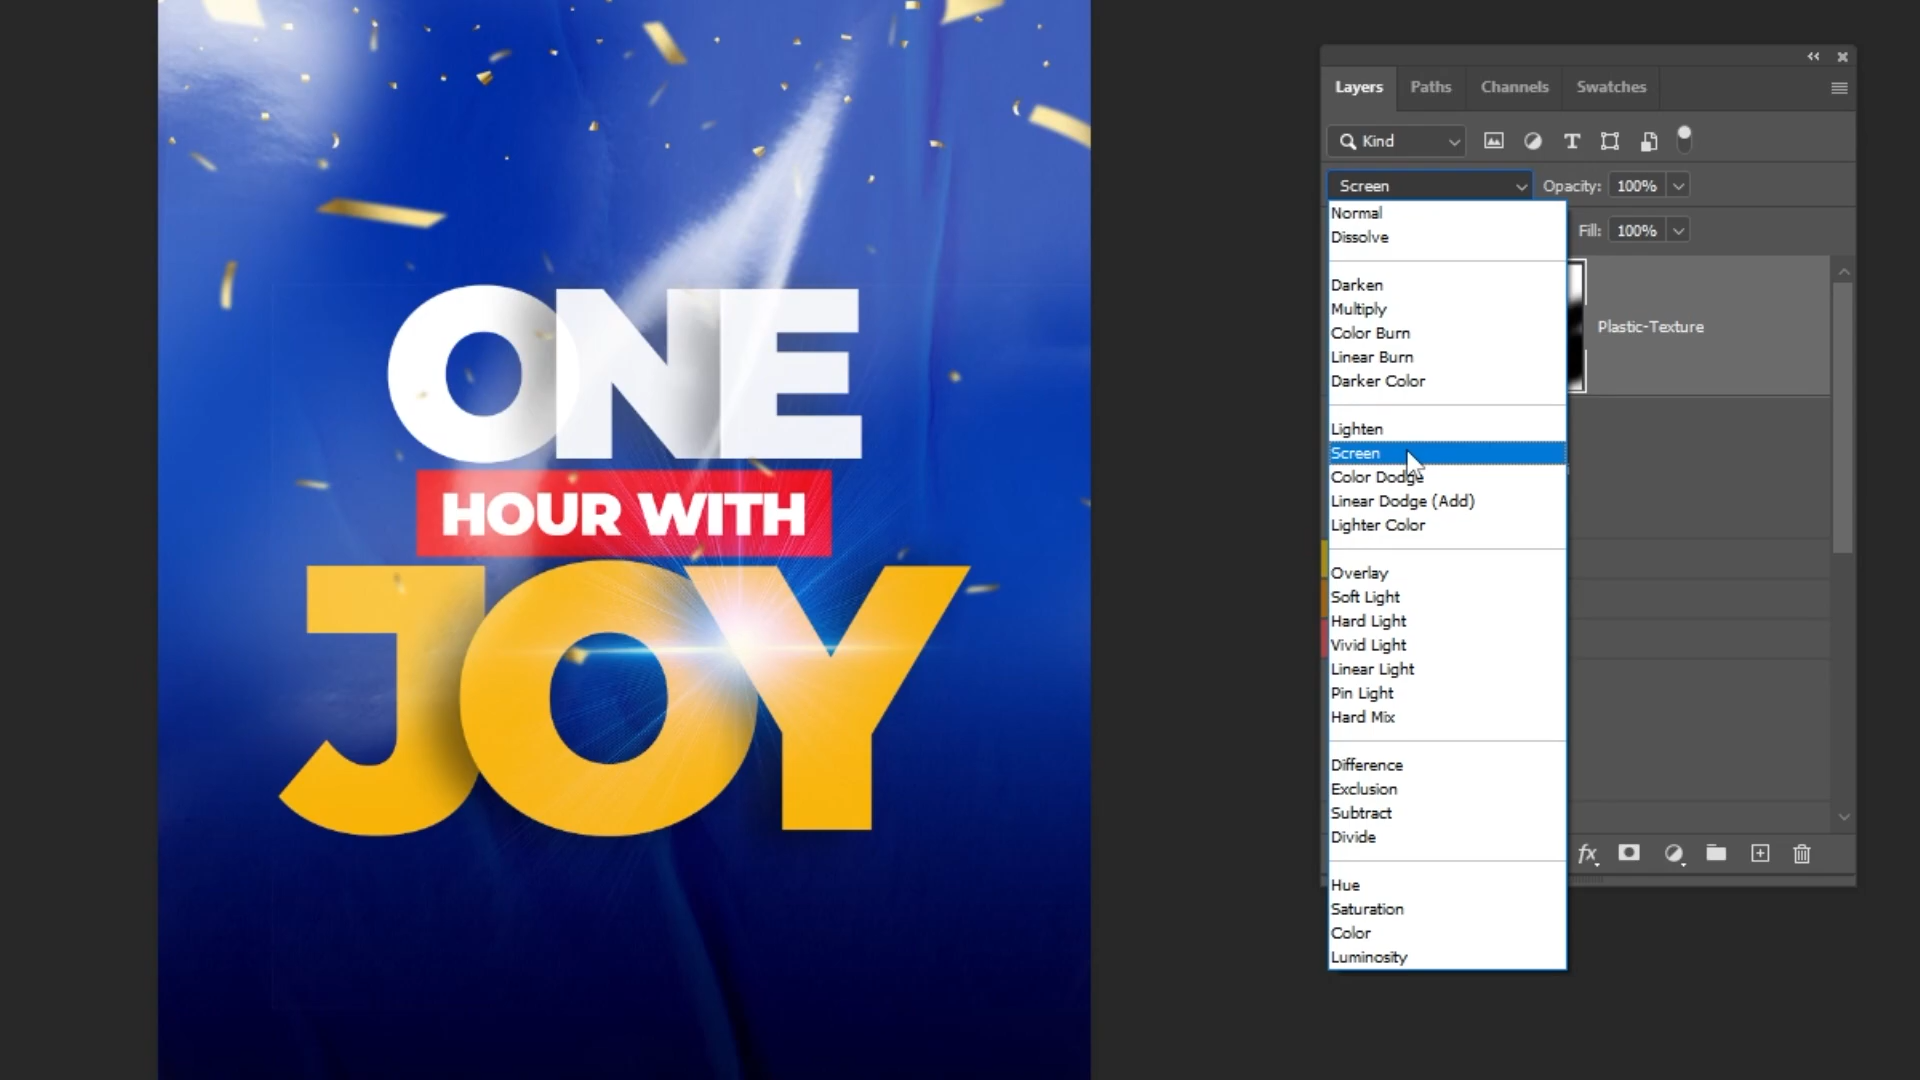 ONE
HOUR WITH
JOY
Layers Paths Channels Swatches
Kind
Screen Opacity: 100%
Fill: 100%
Normal
Dissolve
Darken
Multiply
Color Burn
Linear Burn
Darker Color
Lighten
Screen
Color Dodge
Linear Dodge (Add)
Lighter Color
Overlay
Soft Light
Hard Light
Vivid Light
Linear Light
Pin Light
Hard Mix
Difference
Exclusion
Subtract
Divide
Hue
Saturation
Color
Luminosity
Plastic-Texture
fx